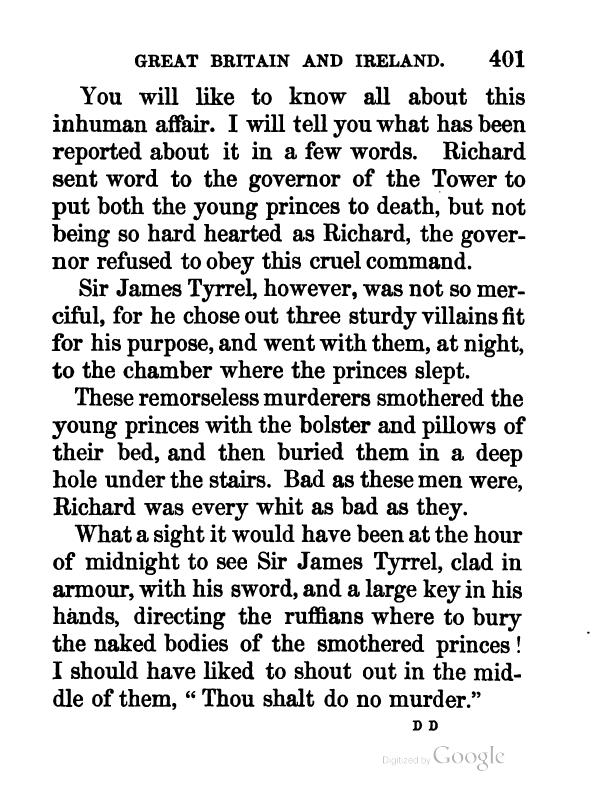 GREAT BRITAIN AND IRELAND. 401
You will like to know all about this
inhuman affair. I will tell you what has been
reported about it in a few words. Richard
sent word to the governor of the Tower to
put both the young princes to death, but not
being so hard hearted as Richard, the gover-
nor refused to obey this cruel command.
Sir James Tyrrel, however, was not so mer-
ciful, for he chose out three sturdy villains fit
for his purpose, and went with them, at night,
to the chamber where the princes slept.
These remorseless murderers smothered the
young princes with the bolster and pillows of
their bed, and then buried them in a deep
hole under the stairs. Bad as these men were,
Richard was every whit as bad as they.
What a sight it would have been at the hour
of midnight to see Sir James Tyrrel, clad in
armour, with his sword, and a large key in his
hands, directing the ruffians where to bury
the naked bodies of the smothered princes!
I should have liked to shout out in the mid-
dle of them, “Thou shalt do no murder.”
D D
Digitized by Google